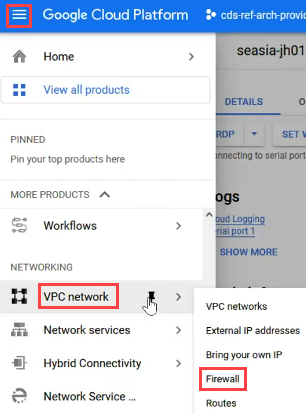 Google Cloud Platform
cds-ref-arch-provid
Home
View all products
PINNED
Pin your top products here
MORE PRODUCTS
Workflows
NETWORKING
VPC network
Network services
Hybrid Connectivity
Network Service ...
seasia-jh01
DETAILS
RDP
SET W
onnecting to serial port
ogs
oud Logging
erial port 1
SHOW MORE
VPC networks
External IP addresses
Bring your own IP
Firewall
Routes